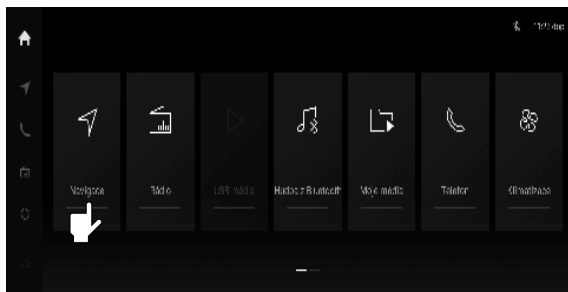 Navigace
Rádio
USB média
Hudba z Bluetooth
Moje média
Telefon
Klimatizace